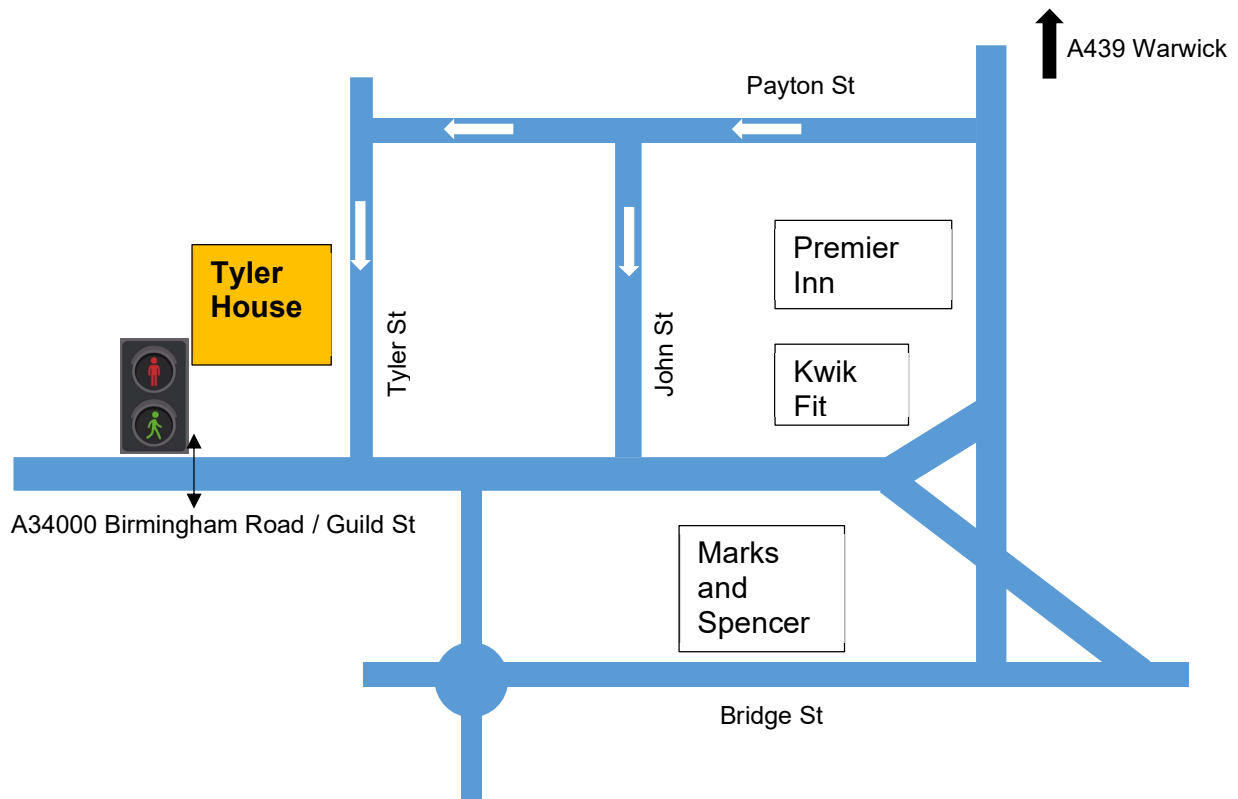 A439 Warwick
Payton St
Premier
Inn
Tyler
House
Tyler St
John St
Kwik
Fit
A34000 Birmingham Road / Guild St
Marks
and
Spencer
Bridge St